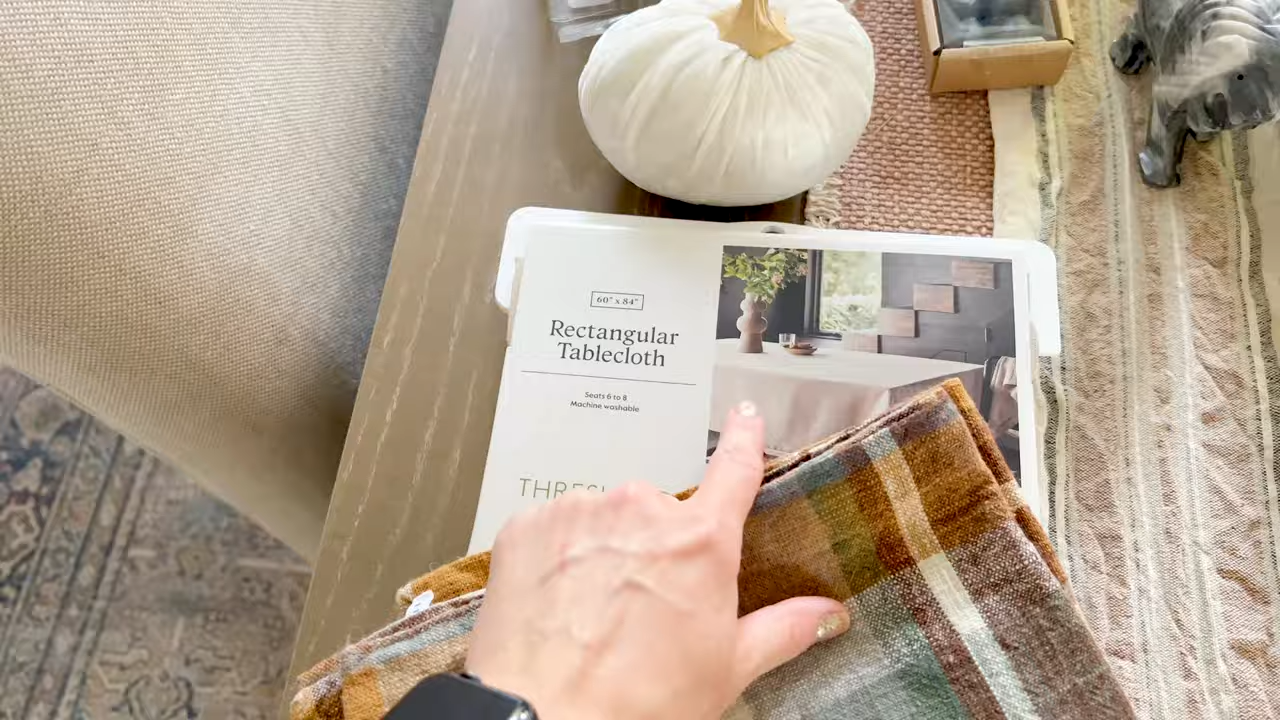 60" x 84"
Rectangular
Tablecloth
Seats 6 to 8
Machine washable